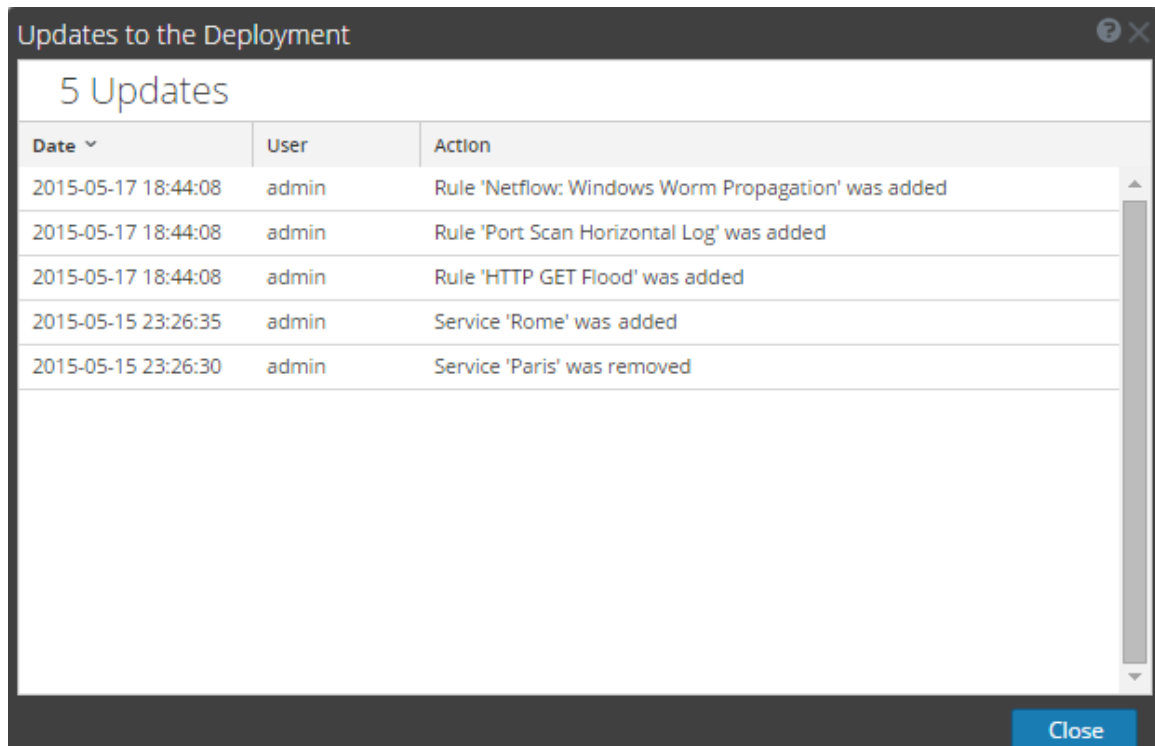 Updates to the Deployment
5 Updates
Date User Action
2015-05-17 18:44:08 admin Rule 'Netflow: Windows Worm Propagation' was added
2015-05-17 18:44:08 admin Rule 'Port Scan Horizontal Log' was added
2015-05-17 18:44:08 admin Rule 'HTTP GET Flood' was added
2015-05-15 23:26:35 admin Service 'Rome' was added
2015-05-15 23:26:30 admin Service 'Paris' was removed
Close